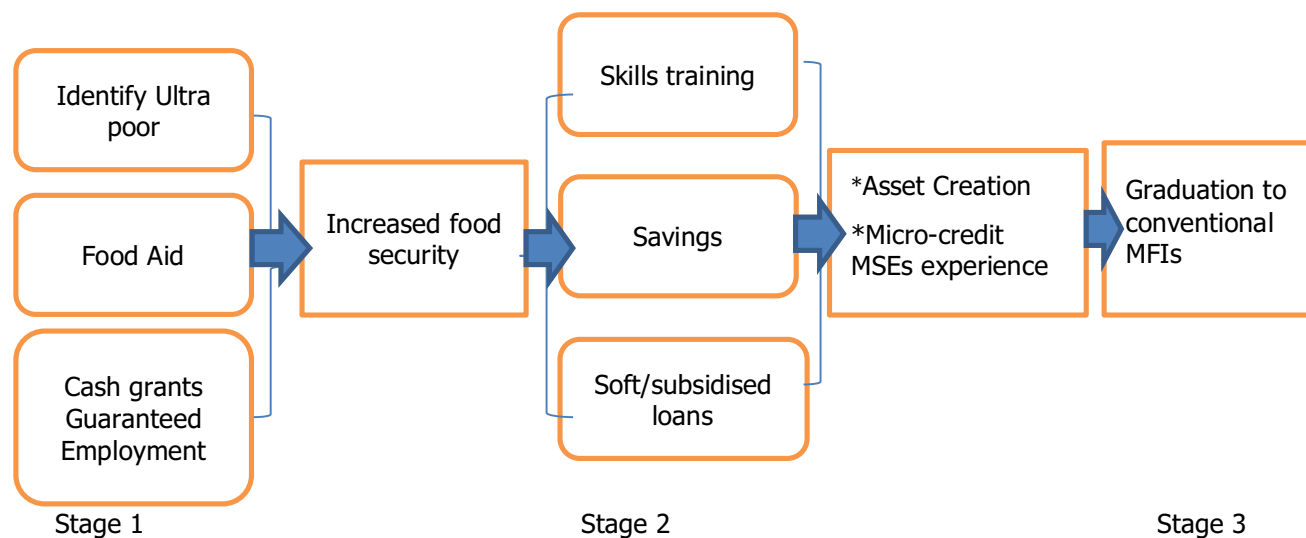 Identify Ultra
poor
Food Aid
Cash grants
Guaranteed
Employment
Increased food
security
Skills training
Savings
Soft/subsidised
loans
*Asset Creation
*Micro-credit
MSEs experience
Graduation to
conventional
MFIs
Stage 1
Stage 2
Stage 3